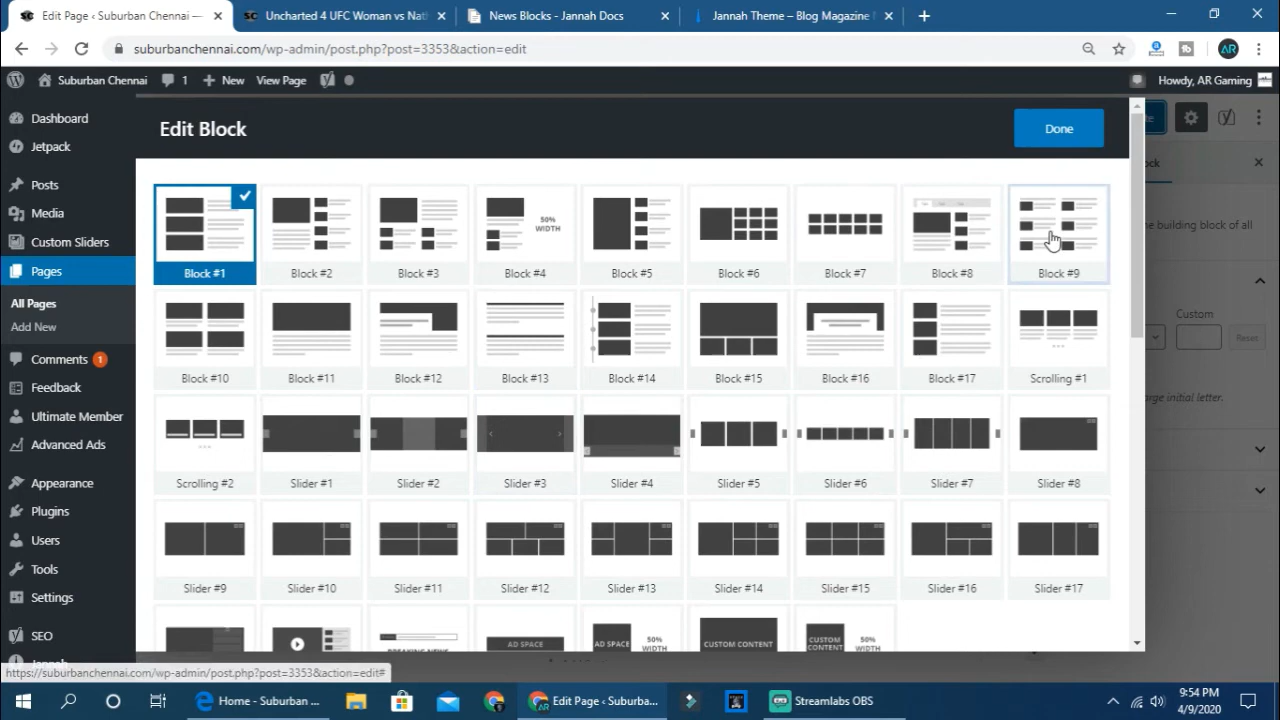 Edit Page ‹ Suburban Chennai —
Uncharted 4 UFC Woman vs Nat
News Blocks - Jannah Docs
Jannah Theme – Blog Magazine
suburbanchennai.com/wp-admin/post.php?post=3353&action=edit
Suburban Chennai
1
New
View Page
Howdy, AR Gaming
Dashboard
Jetpack
Posts
Media
Custom Sliders
Pages
All Pages
Add New
Comments 1
Feedback
Ultimate Member
Advanced Ads
Appearance
Plugins
Users
Tools
Settings
SEO
Jannah
Edit Block
Done
50% WIDTH
Block #1
Block #2
Block #3
Block #4
Block #5
Block #6
Block #7
Block #8
Block #9
Block #10
Block #11
Block #12
Block #13
Block #14
Block #15
Block #16
Block #17
Scrolling #1
Scrolling #2
Slider #1
Slider #2
Slider #3
Slider #4
Slider #5
Slider #6
Slider #7
Slider #8
Slider #9
Slider #10
Slider #11
Slider #12
Slider #13
Slider #14
Slider #15
Slider #16
Slider #17
BREAKING NEWS
AD SPACE
AD SPACE 50% WIDTH
CUSTOM CONTENT
CUSTOM CONTENT 50% WIDTH
ock
he building block of all
Custom
Reset
arge initial letter.
https://suburbanchennai.com/wp-admin/post.php?post=3353&action=edit#
Home - Suburban ...
Edit Page ‹ Suburba...
Streamlabs OBS
9:54 PM
4/9/2020